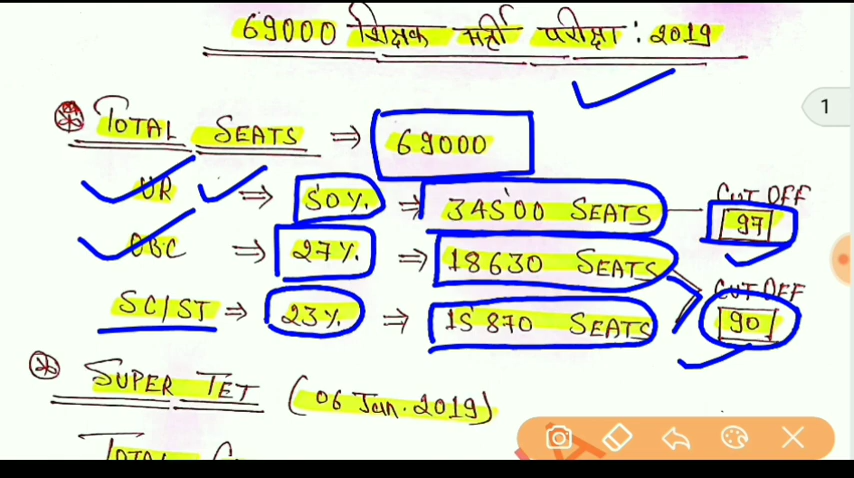 69000 शिक्षक भर्ती परीक्षा : 2019
TOTAL SEATS ⇒ 69000
UR ⇒ 50% ⇒ 34500 SEATS — CUT OFF 97
OBC ⇒ 27% ⇒ 18630 SEATS
SC/ST ⇒ 23% ⇒ 15870 SEATS CUT OFF 90
SUPER TET (06 Jan. 2019)
TOTAL
1